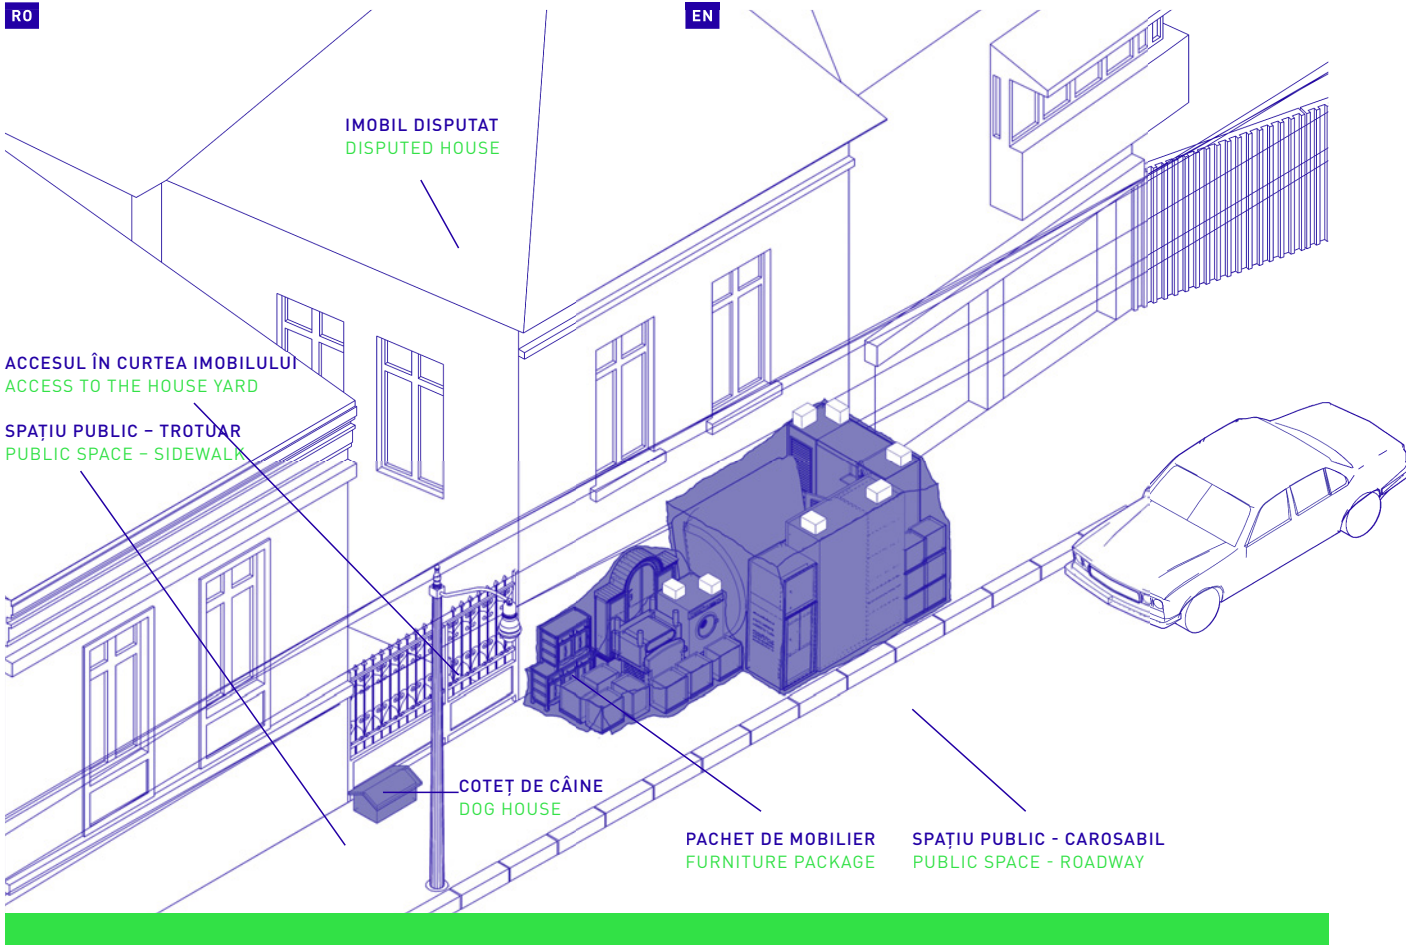 RO
EN
IMOBIL DISPUTAT
DISPUTED HOUSE
ACCESUL ÎN CURTEA IMOBILULUI
ACCESS TO THE HOUSE YARD
SPAȚIU PUBLIC – TROTUAR
PUBLIC SPACE – SIDEWALK
COTEȚ DE CÂINE
DOG HOUSE
PACHET DE MOBILIER
FURNITURE PACKAGE
SPAȚIU PUBLIC - CAROSABIL
PUBLIC SPACE - ROADWAY